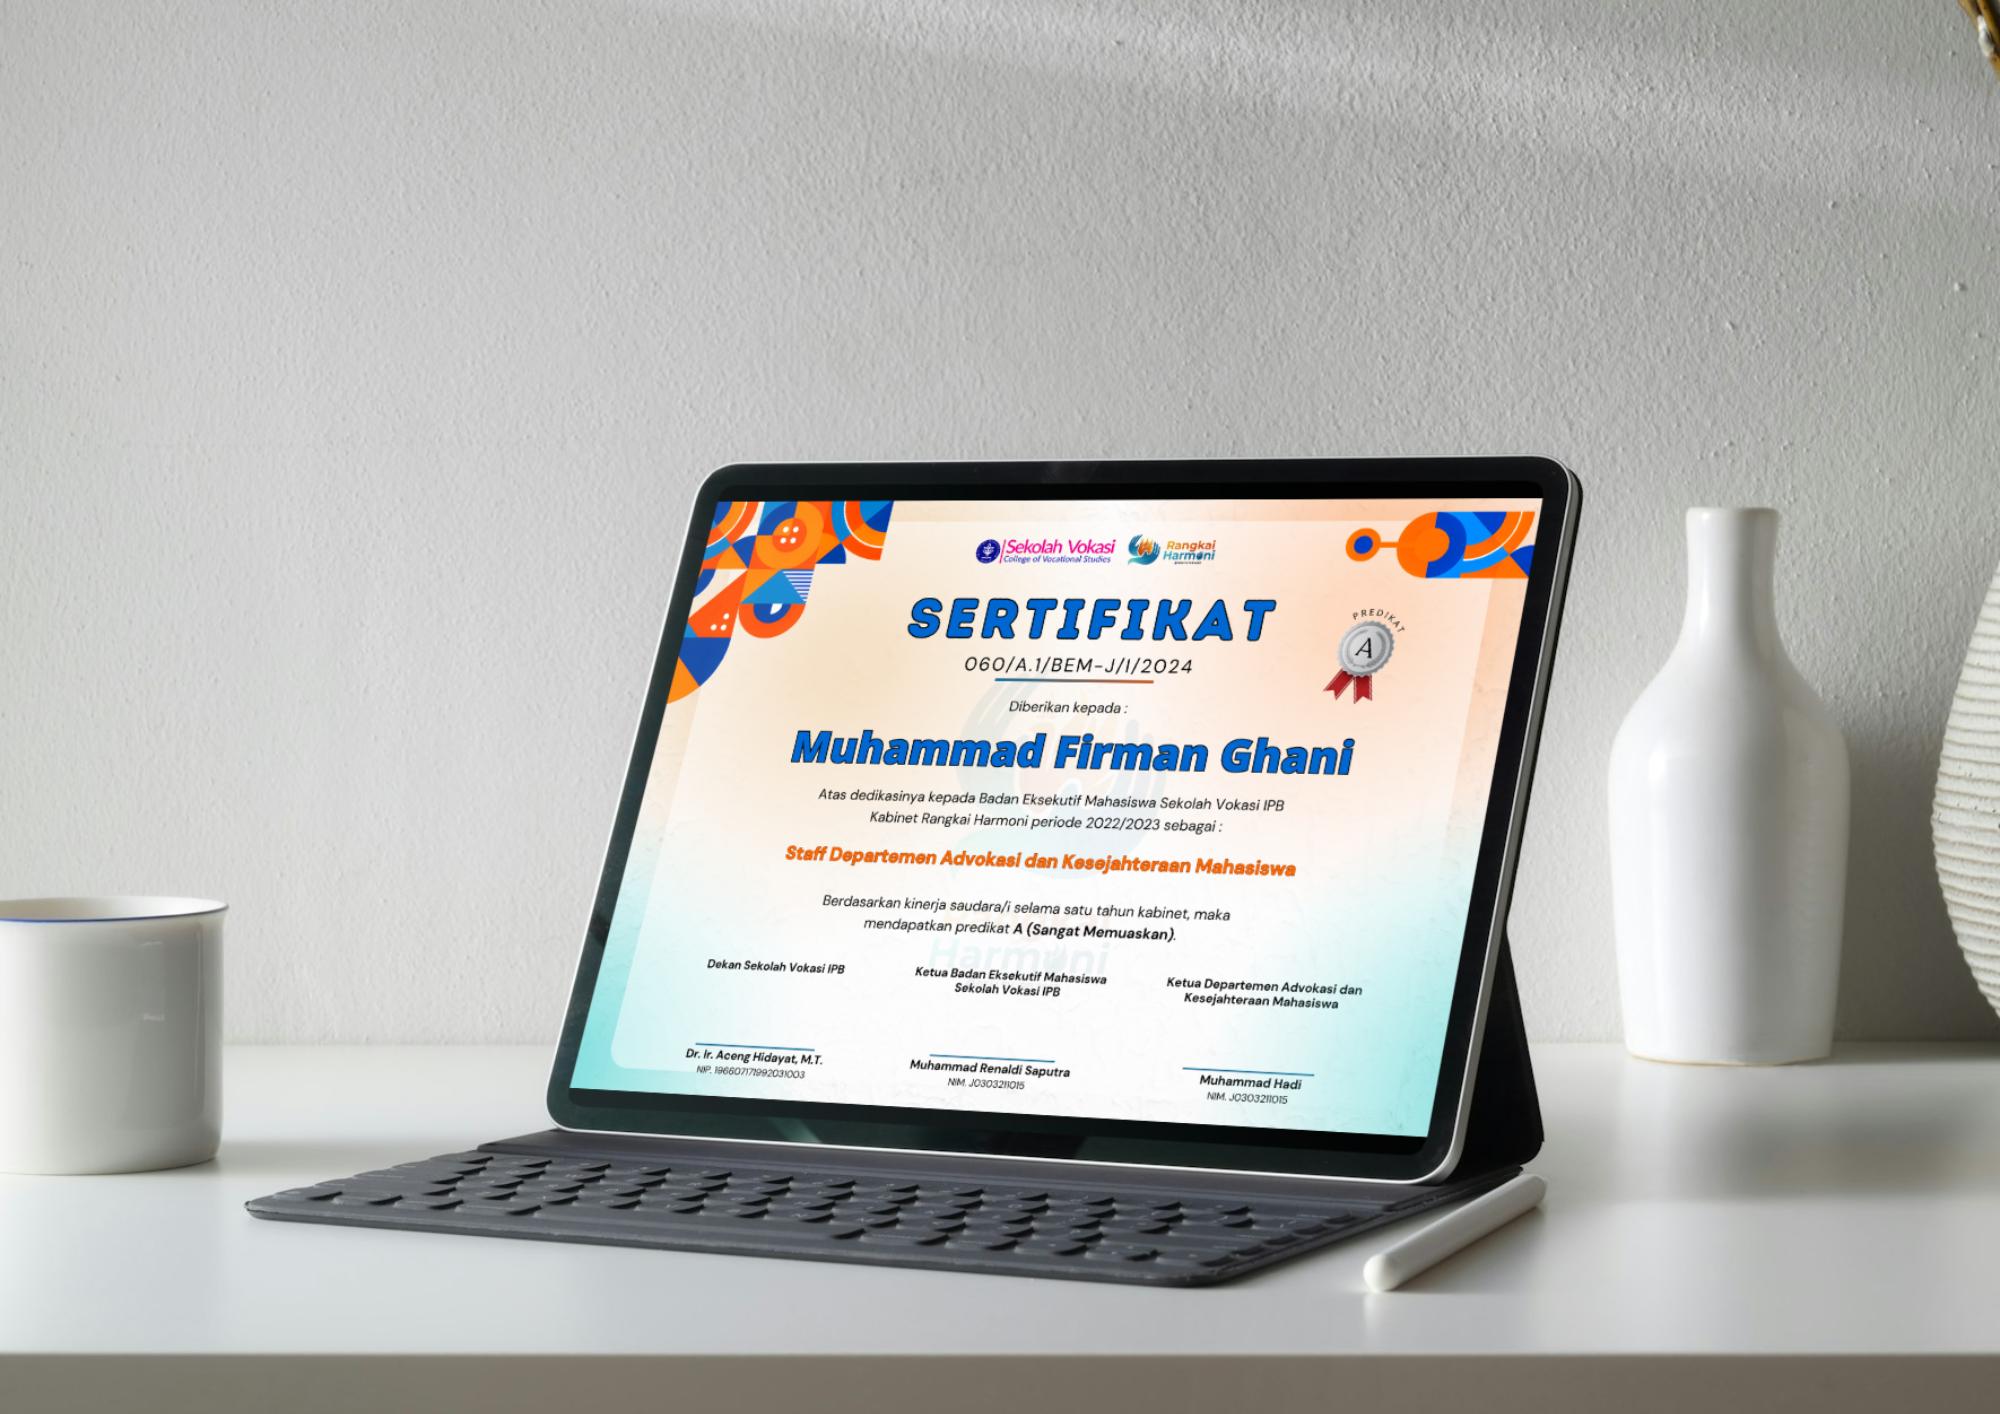 Sekolah Vokasi
College of Vocational Studies
Rangkai
Harmoni
SERTIFIKAT
PREDIKAT
A
060/A.1/BEM-J/I/2024
Diberikan kepada :
Muhammad Firman Ghani
Atas dedikasinya kepada Badan Eksekutif Mahasiswa Sekolah Vokasi IPB
Kabinet Rangkai Harmoni periode 2022/2023 sebagai :
Staff Departemen Advokasi dan Kesejahteraan Mahasiswa
Berdasarkan kinerja saudara/i selama satu tahun kabinet, maka
mendapatkan predikat A (Sangat Memuaskan).
Harmoni
Dekan Sekolah Vokasi IPB
Ketua Badan Eksekutif Mahasiswa
Sekolah Vokasi IPB
Ketua Departemen Advokasi dan
Kesejahteraan Mahasiswa
Dr. Ir. Aceng Hidayat, M.T.
NIP. 196607171992031003
Muhammad Renaldi Saputra
NIM. J0303211015
Muhammad Hadi
NIM. J0303211015